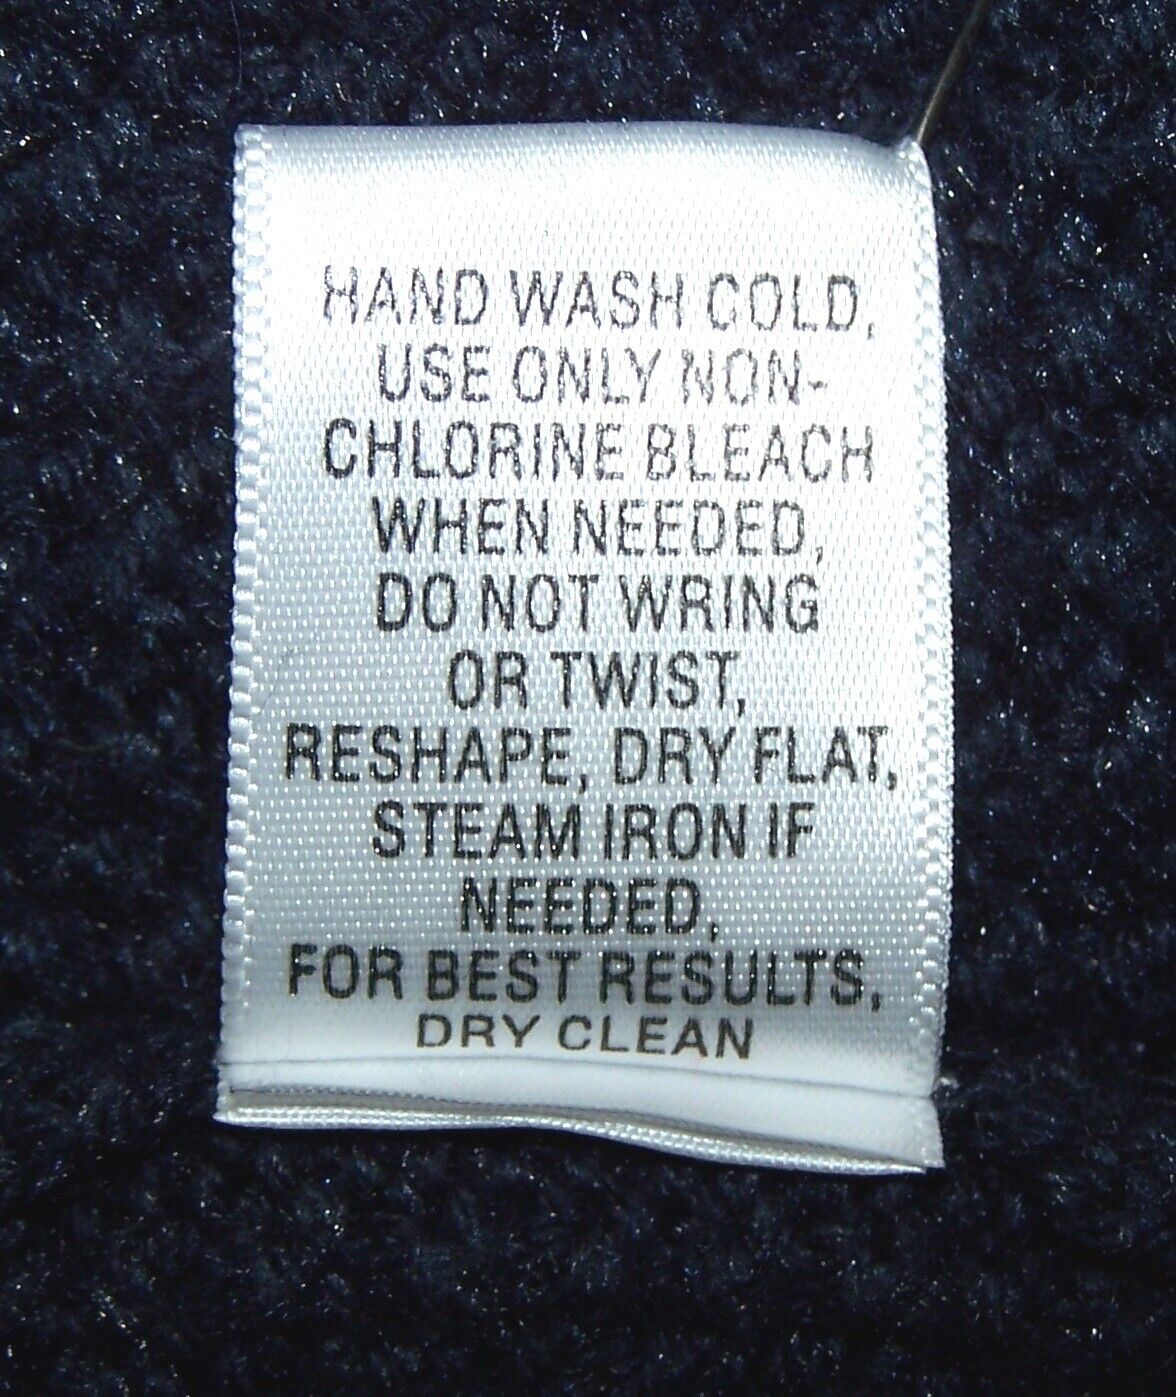 HAND WASH COLD,
USE ONLY NON-
CHLORINE BLEACH
WHEN NEEDED,
DO NOT WRING
OR TWIST,
RESHAPE, DRY FLAT,
STEAM IRON IF
NEEDED,
FOR BEST RESULTS,
DRY CLEAN